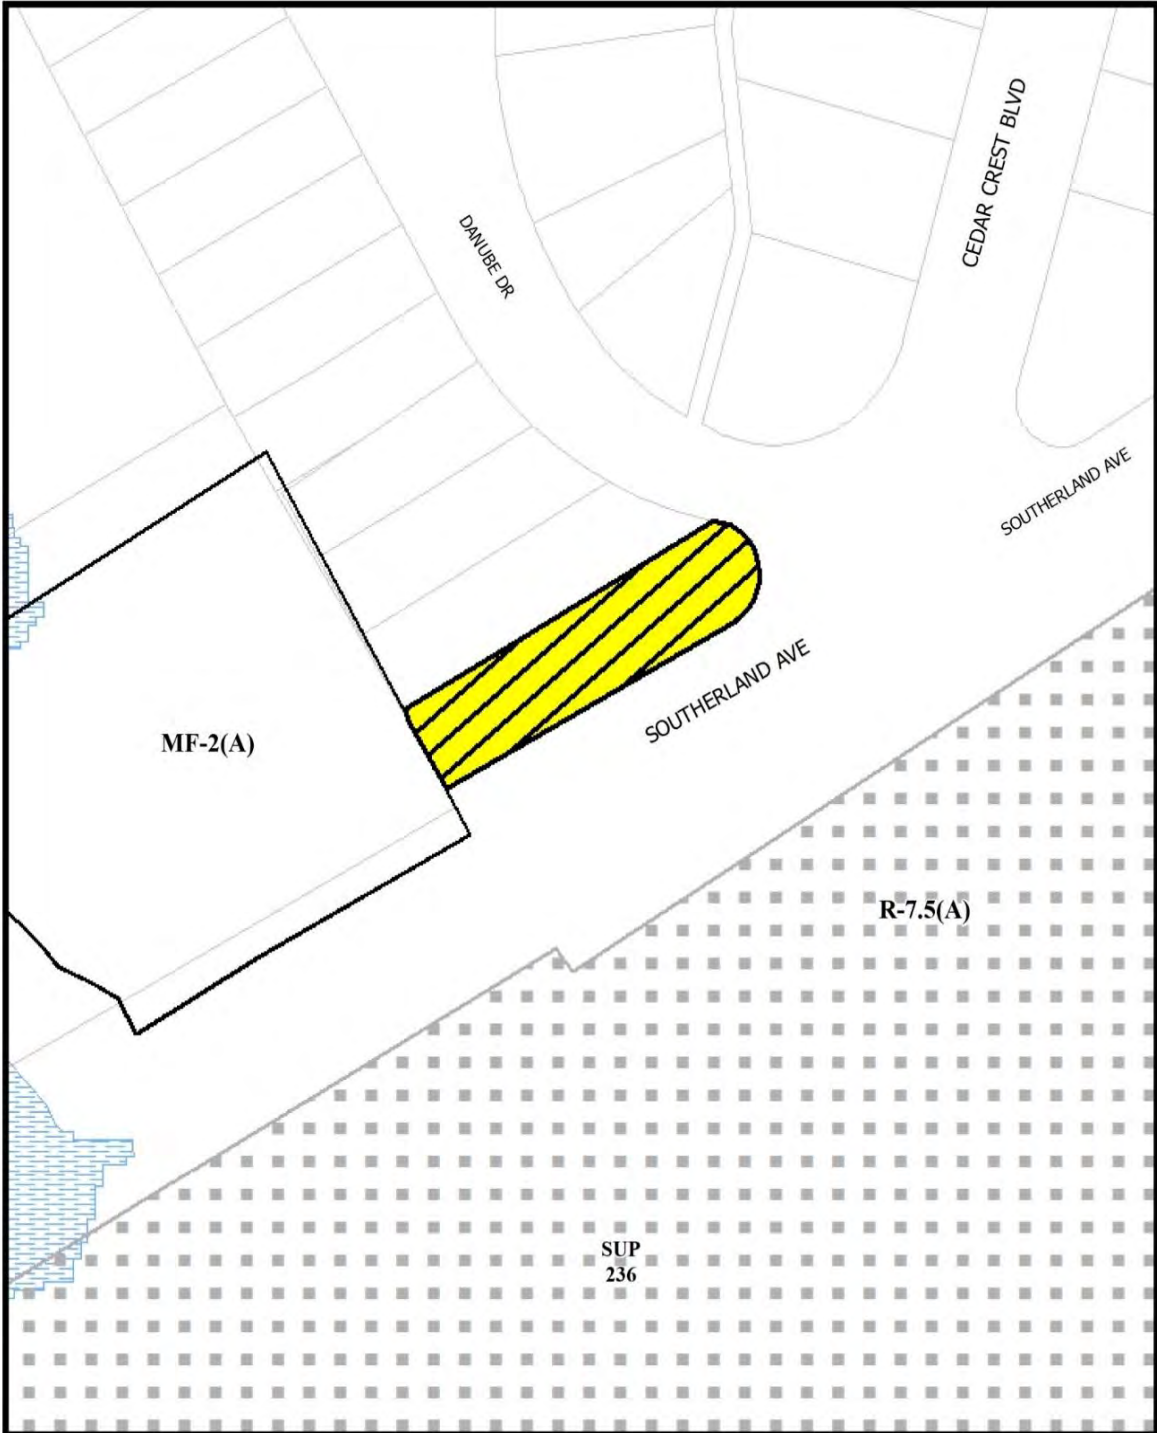 CEDAR CREST BLVD
DANUBE DR
SOUTHERLAND AVE
SOUTHERLAND AVE
MF-2(A)
R-7.5(A)
SUP
236